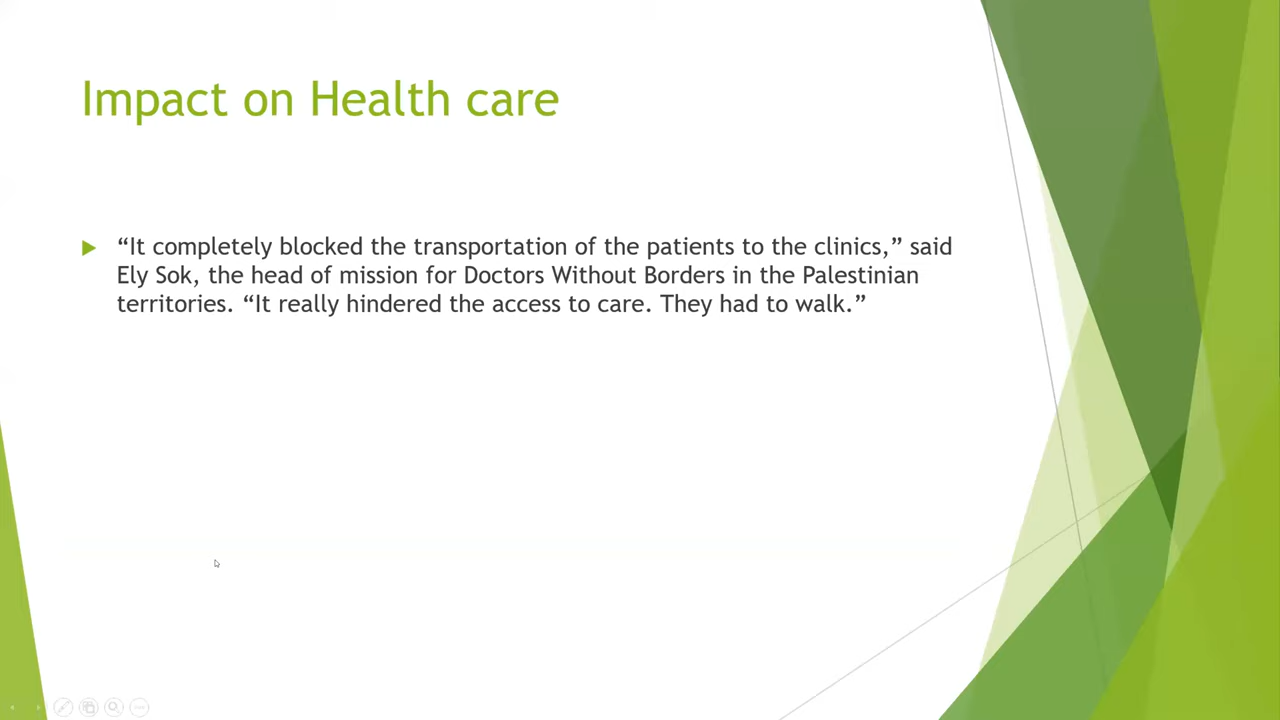 Impact on Health care
“It completely blocked the transportation of the patients to the clinics,” said
Ely Sok, the head of mission for Doctors Without Borders in the Palestinian
territories. “It really hindered the access to care. They had to walk.”